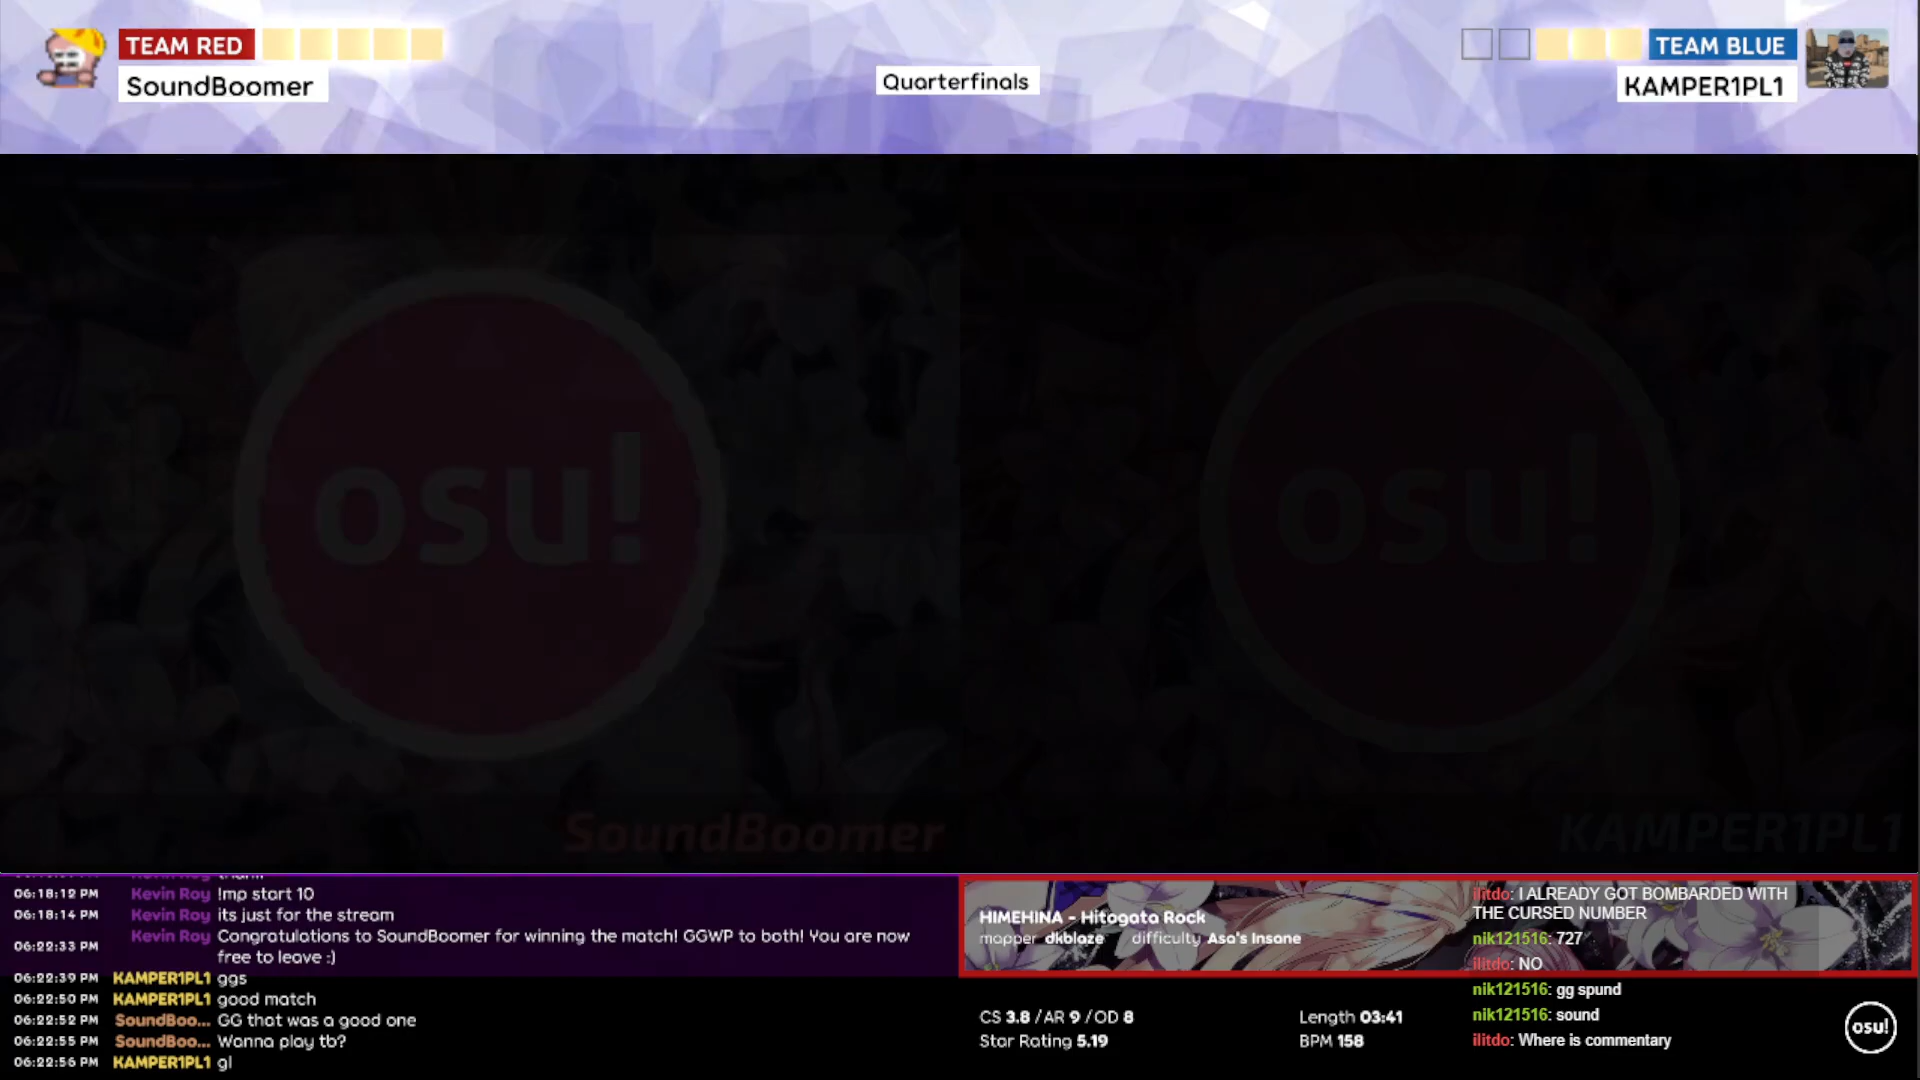 TEAM RED
SoundBoomer
Quarterfinals
TEAM BLUE
KAMPER1PL1
osu!
osu!
SoundBoomer
KAMPER1PL1
06:18:12 PM Kevin Roy !mp start 10
06:18:14 PM Kevin Roy its just for the stream
06:22:33 PM Kevin Roy Congratulations to SoundBoomer for winning the match! GGWP to both! You are now
free to leave :)
06:22:39 PM KAMPER1PL1 ggs
06:22:50 PM KAMPER1PL1 good match
06:22:52 PM SoundBoo... GG that was a good one
06:22:55 PM SoundBoo... Wanna play tb?
06:22:56 PM KAMPER1PL1 gl
HIMEHINA - Hitogata Rock
mapper dkblaze difficulty Asa's Insane
CS 3.8 / AR 9 / OD 8
Star Rating 5.19
Length 03:41
BPM 158
ilitdo: I ALREADY GOT BOMBARDED WITH
THE CURSED NUMBER
nik121516: 727
ilitdo: NO
nik121516: gg spund
nik121516: sound
ilitdo: Where is commentary
osu!